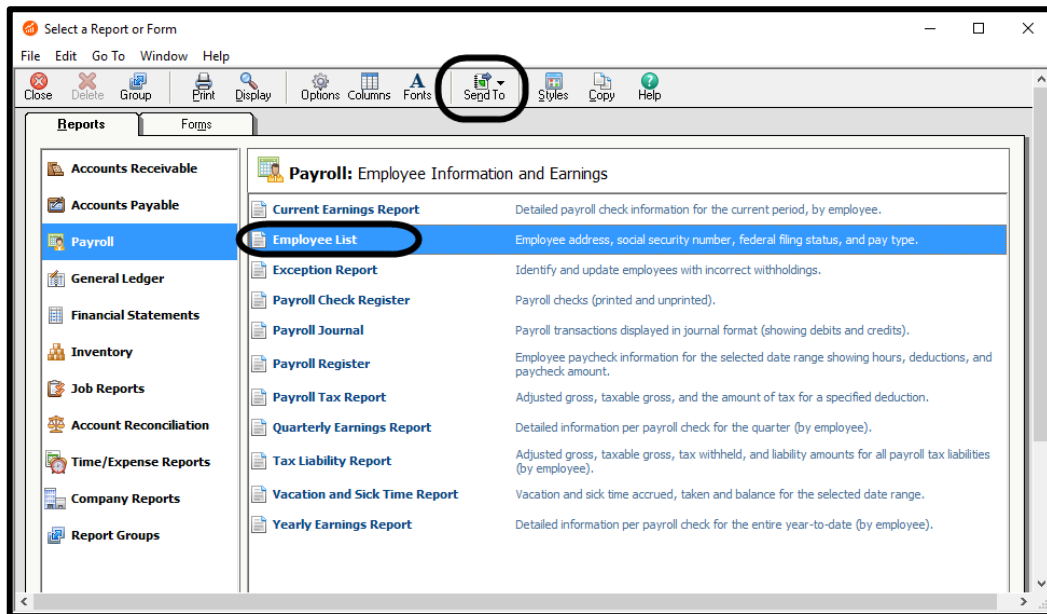 Select a Report or Form
File Edit Go To Window Help
Close Delete Group Print Display Options Columns Fonts Send To Styles Copy Help
Reports Forms
Accounts Receivable
Accounts Payable
Payroll
General Ledger
Financial Statements
Inventory
Job Reports
Account Reconciliation
Time/Expense Reports
Company Reports
Report Groups
Payroll: Employee Information and Earnings
Current Earnings Report Detailed payroll check information for the current period, by employee.
Employee List Employee address, social security number, federal filing status, and pay type.
Exception Report Identify and update employees with incorrect withholdings.
Payroll Check Register Payroll checks (printed and unprinted).
Payroll Journal Payroll transactions displayed in journal format (showing debits and credits).
Payroll Register Employee paycheck information for the selected date range showing hours, deductions, and
paycheck amount.
Payroll Tax Report Adjusted gross, taxable gross, and the amount of tax for a specified deduction.
Quarterly Earnings Report Detailed information per payroll check for the quarter (by employee).
Tax Liability Report Adjusted gross, taxable gross, tax withheld, and liability amounts for all payroll tax liabilities
(by employee).
Vacation and Sick Time Report Vacation and sick time accrued, taken and balance for the selected date range.
Yearly Earnings Report Detailed information per payroll check for the entire year-to-date (by employee).